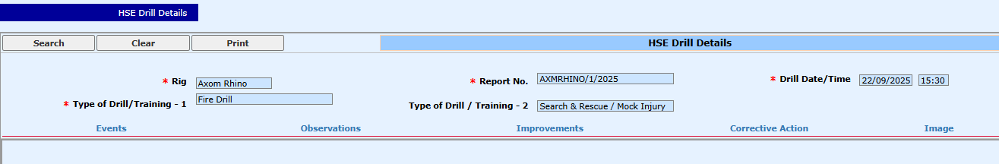 HSE Drill Details
Search Clear Print HSE Drill Details
* Rig Axom Rhino * Report No. AXMRHINO/1/2025 * Drill Date/Time 22/09/2025 15:30
* Type of Drill/Training - 1 Fire Drill Type of Drill / Training - 2 Search & Rescue / Mock Injury
Events Observations Improvements Corrective Action Image